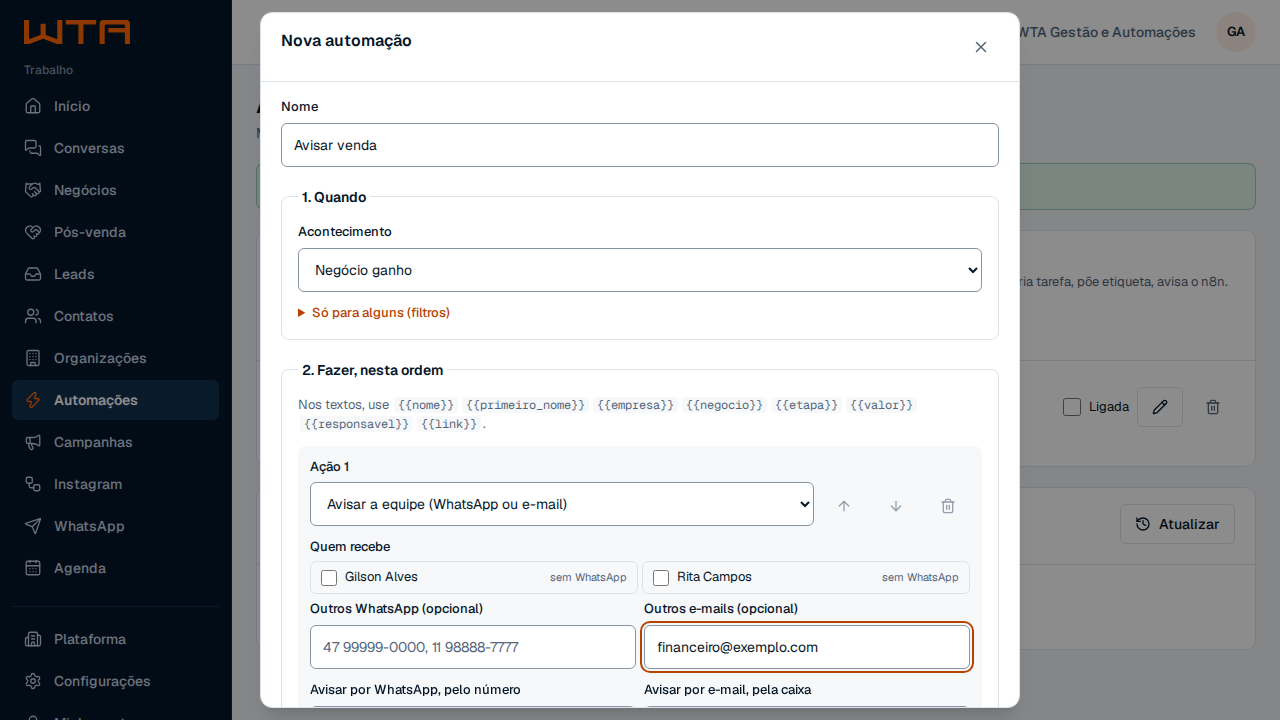 WTA
Trabalho
Início
Conversas
Negócios
Pós-venda
Leads
Contatos
Organizações
Automações
Campanhas
Instagram
WhatsApp
Agenda
Plataforma
Configurações
WTA Gestão e Automações
GA
Nova automação
Nome
Avisar venda
1. Quando
Acontecimento
Negócio ganho
Só para alguns (filtros)
ria tarefa, põe etiqueta, avisa o n8n.
2. Fazer, nesta ordem
Nos textos, use {{nome}} {{primeiro_nome}} {{empresa}} {{negocio}} {{etapa}} {{valor}}
{{responsavel}} {{link}} .
Ligada
Ação 1
Avisar a equipe (WhatsApp ou e-mail)
Atualizar
Quem recebe
Gilson Alves sem WhatsApp
Rita Campos sem WhatsApp
Outros WhatsApp (opcional)
Outros e-mails (opcional)
47 99999-0000, 11 98888-7777
financeiro@exemplo.com
Avisar por WhatsApp, pelo número
Avisar por e-mail, pela caixa